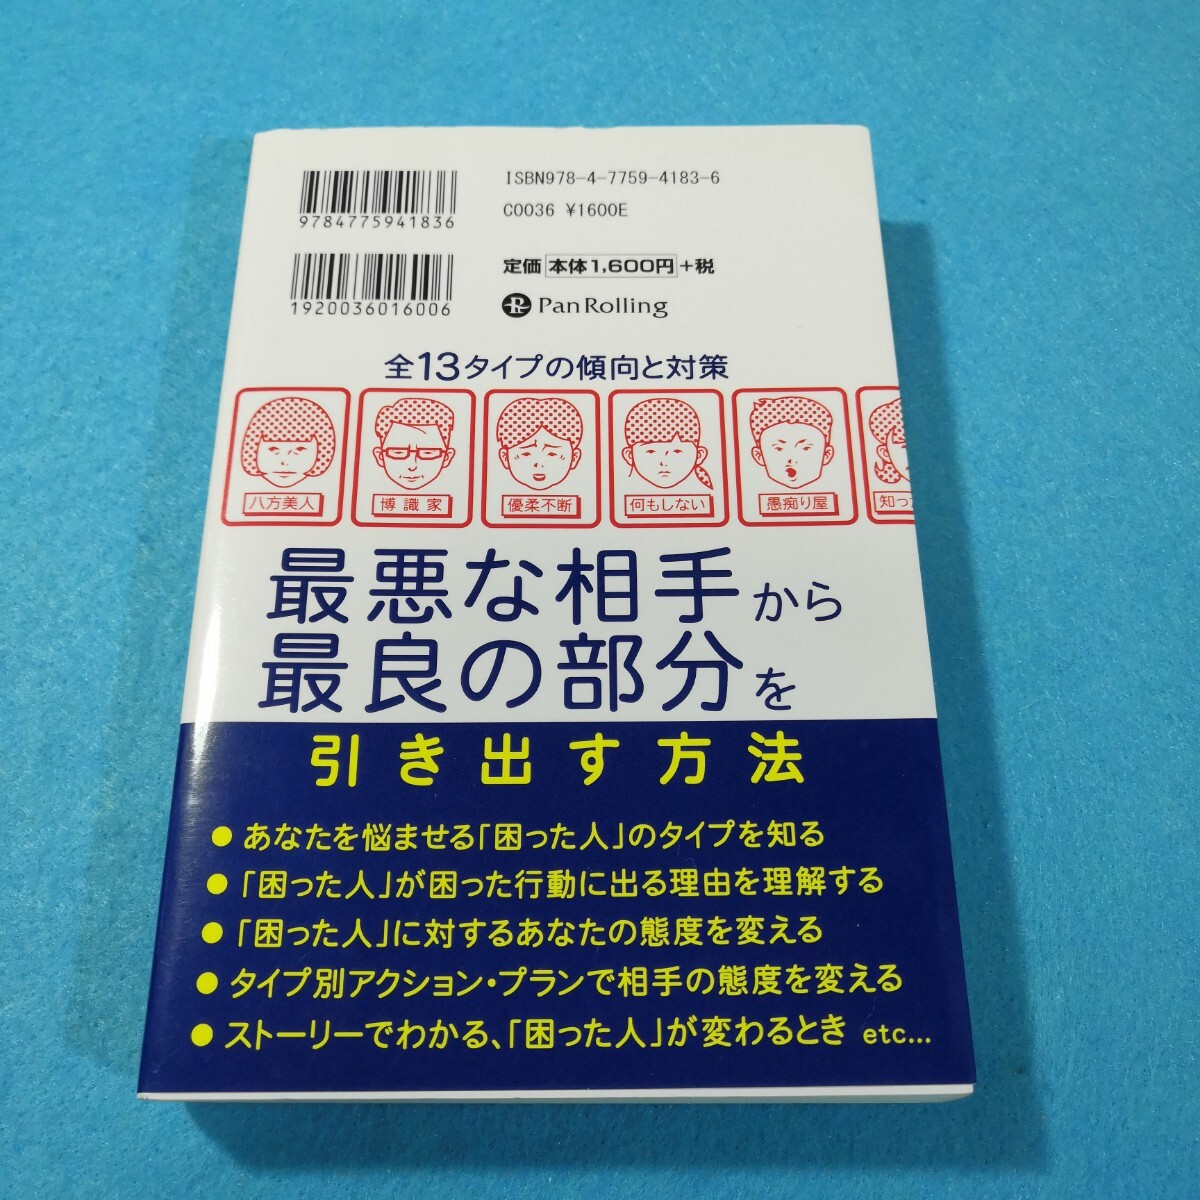 ISBN978-4-7759-4183-6
C0036 ¥1600E
9784775941836
定価 本体1,600円+税
1920036016006
Pan Rolling
全13タイプの傾向と対策
八方美人
博識家
優柔不断
何もしない
愚痴り屋
知っ
最悪な相手から
最良の部分を
引き出す方法
● あなたを悩ませる「困った人」のタイプを知る
● 「困った人」が困った行動に出る理由を理解する
● 「困った人」に対するあなたの態度を変える
● タイプ別アクション・プランで相手の態度を変える
● ストーリーでわかる、「困った人」が変わるとき etc...